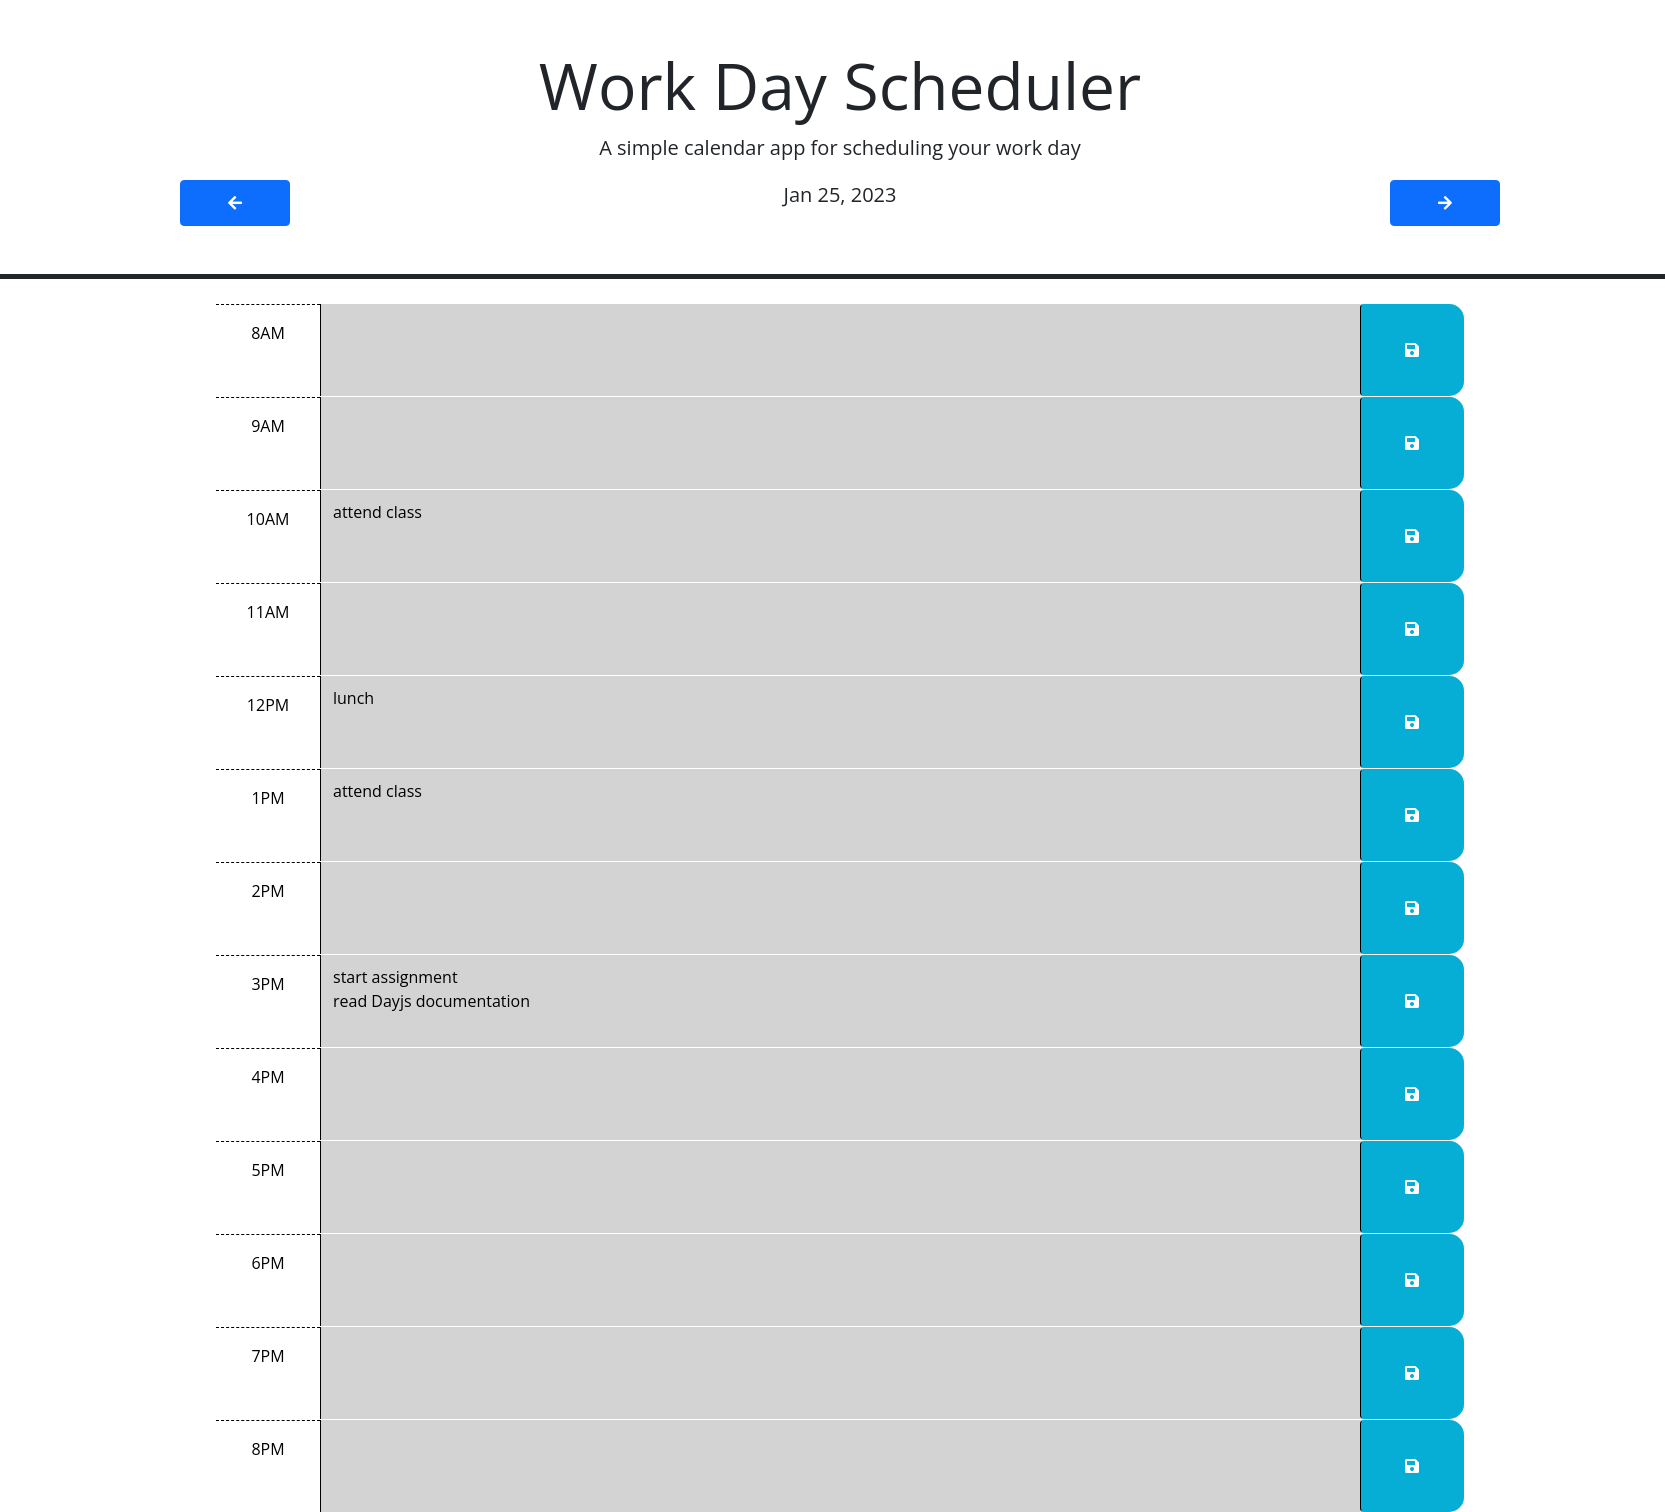 Work Day Scheduler
A simple calendar app for scheduling your work day
Jan 25, 2023
8AM
9AM
10AM
attend class
11AM
12PM
lunch
1PM
attend class
2PM
3PM
start assignment
read Dayjs documentation
4PM
5PM
6PM
7PM
8PM